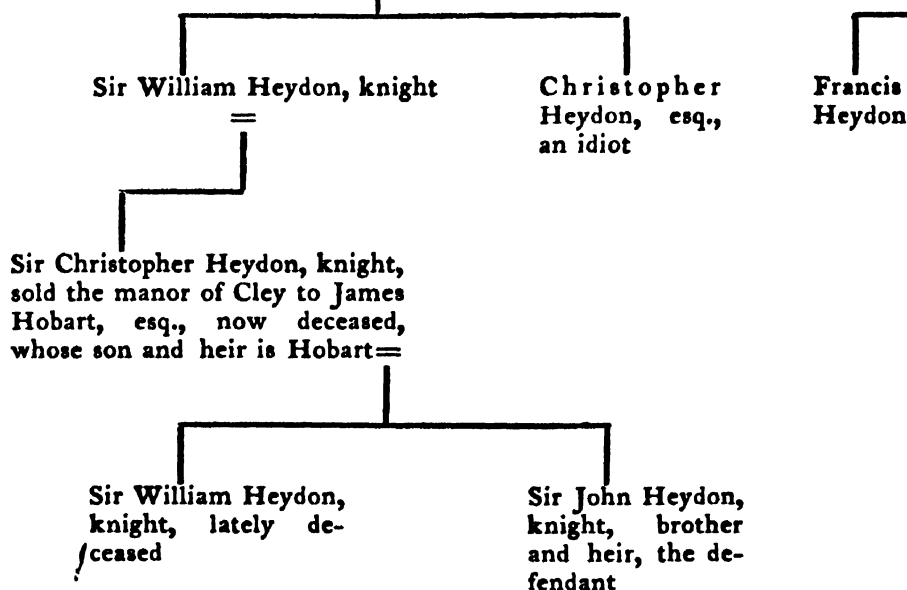 Sir William Heydon, knight
=
Christopher
Heydon, esq.,
an idiot
Francis
Heydon
Sir Christopher Heydon, knight,
sold the manor of Cley to James
Hobart, esq., now deceased,
whose son and heir is Hobart=
Sir William Heydon,
knight, lately de-
ceased
Sir John Heydon,
knight, brother
and heir, the de-
fendant